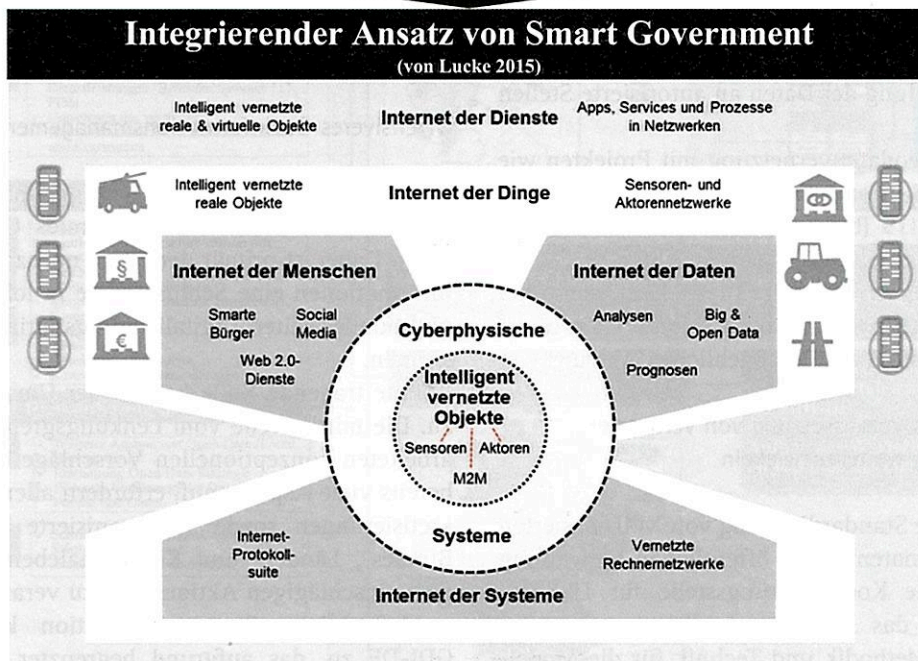 Integrierender Ansatz von Smart Government
(von Lucke 2015)
Intelligent vernetzte
reale & virtuelle Objekte
Internet der Dienste
Apps, Services und Prozesse
in Netzwerken
Intelligent vernetzte
reale Objekte
Internet der Dinge
Sensoren- und
Aktorennetzwerke
§
€
Internet der Menschen
Smarte
Bürger
Social
Media
Web 2.0-
Dienste
Internet der Daten
Analysen
Big &
Open Data
Prognosen
Cyberphysische
Intelligent
vernetzte
Objekte
Sensoren
Aktoren
M2M
Systeme
Internet-
Protokoll-
suite
Vernetzte
Rechnernetzwerke
Internet der Systeme